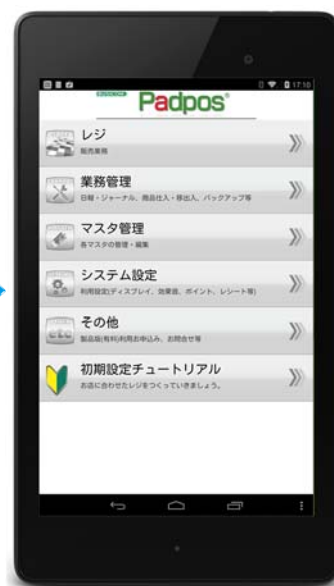 17:10
BUSICOM
Padpos®
レジ
販売業務
業務管理
日報・ジャーナル、商品仕入・移出入、バックアップ等
マスタ管理
各マスタの管理・編集
システム設定
利用設定(ディスプレイ、効果音、ポイント、レシート等)
etc
その他
製品版(有料)利用お申込み、お問合せ等
初期設定チュートリアル
お店に合わせたレジをつくっていきましょう。